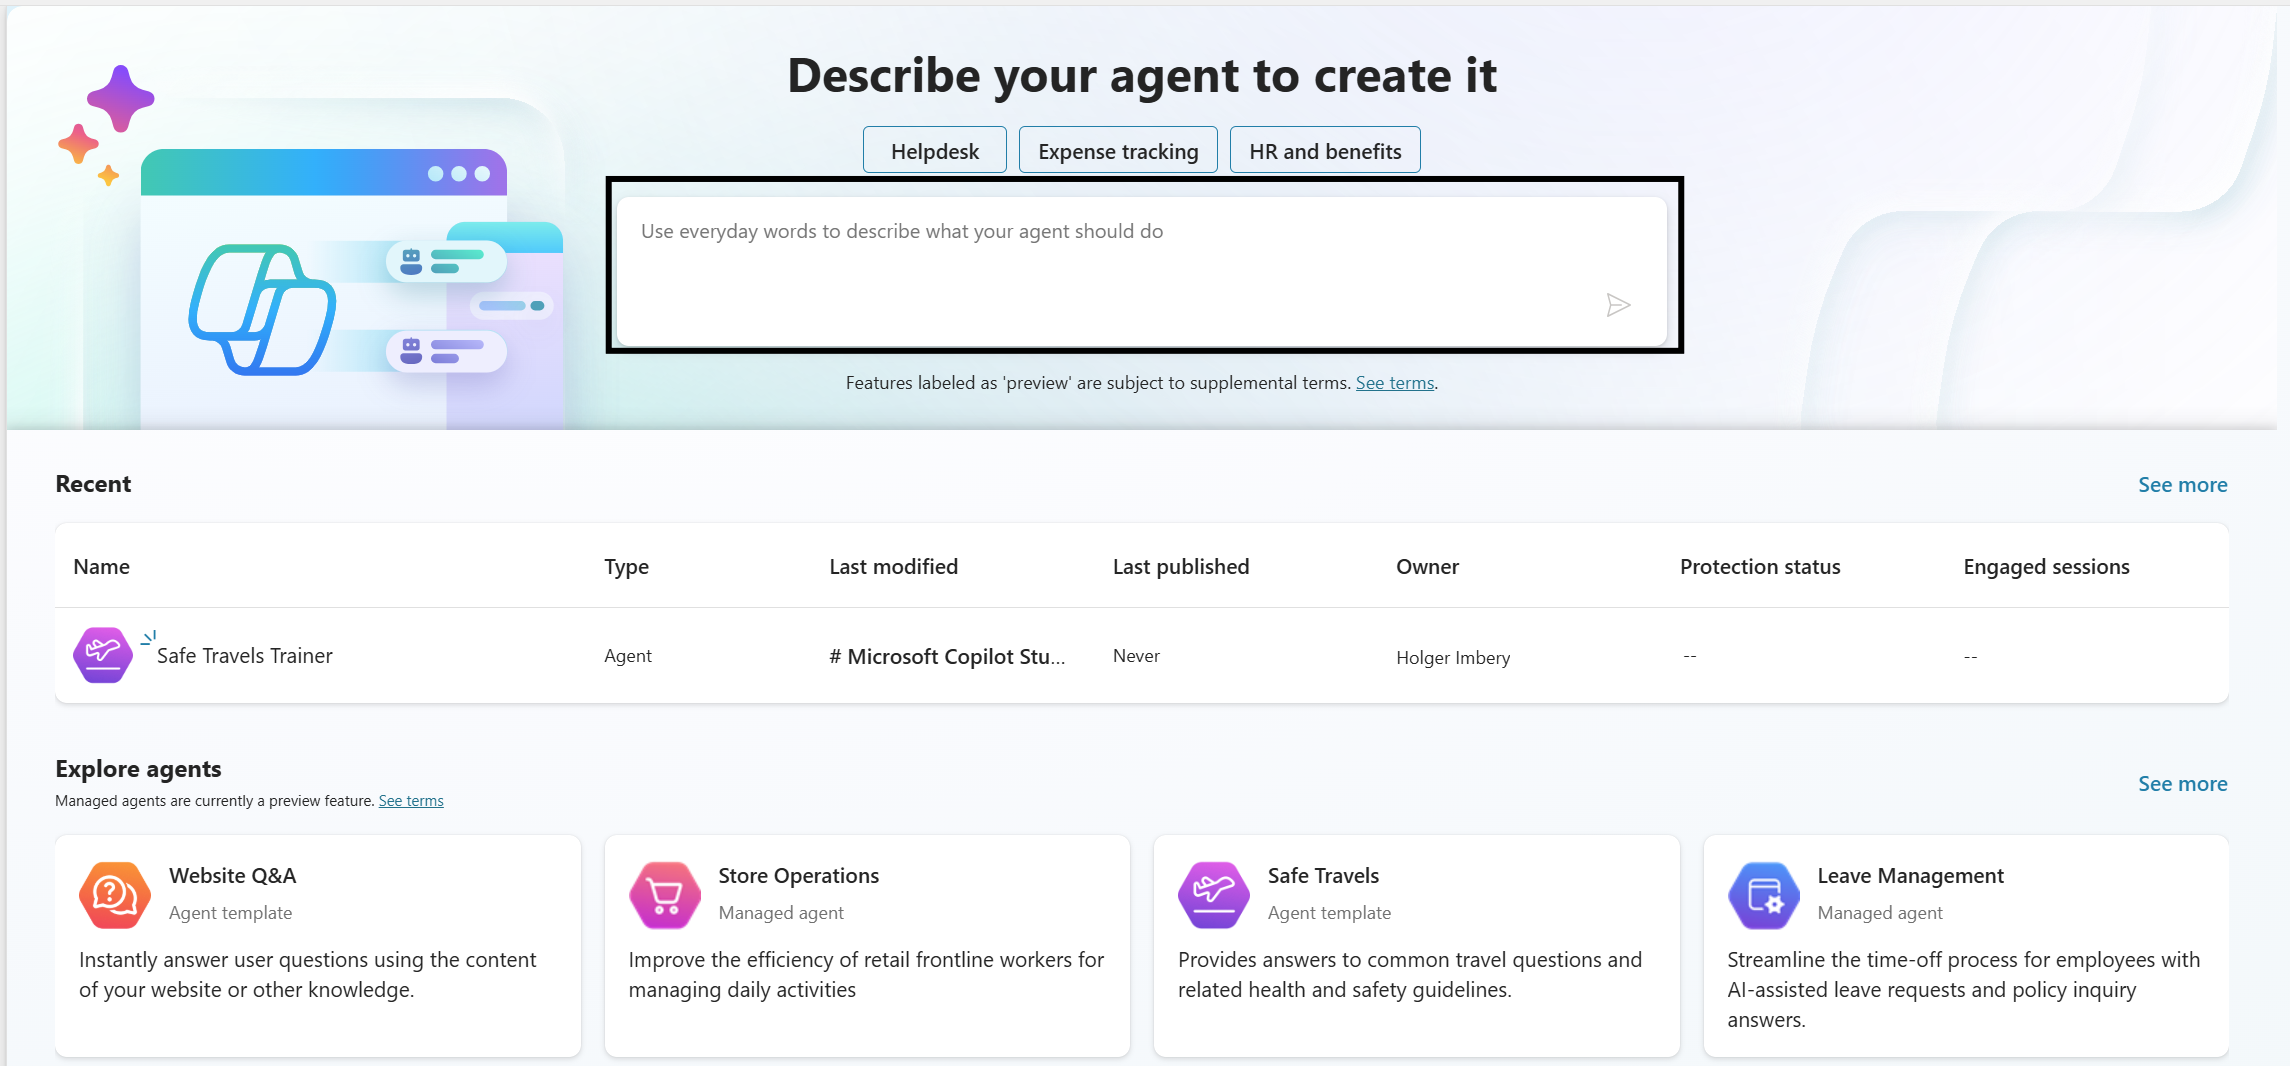 Describe your agent to create it
Helpdesk
Expense tracking
HR and benefits
Use everyday words to describe what your agent should do
Features labeled as 'preview' are subject to supplemental terms. See terms.
Recent
See more
Name
Type
Last modified
Last published
Owner
Protection status
Engaged sessions
Safe Travels Trainer
Agent
# Microsoft Copilot Stu...
Never
Holger Imbery
--
--
Explore agents
See more
Managed agents are currently a preview feature. See terms
Website Q&A
Agent template
Instantly answer user questions using the content
of your website or other knowledge.
Store Operations
Managed agent
Improve the efficiency of retail frontline workers for
managing daily activities
Safe Travels
Agent template
Provides answers to common travel questions and
related health and safety guidelines.
Leave Management
Managed agent
Streamline the time-off process for employees with
AI-assisted leave requests and policy inquiry
answers.